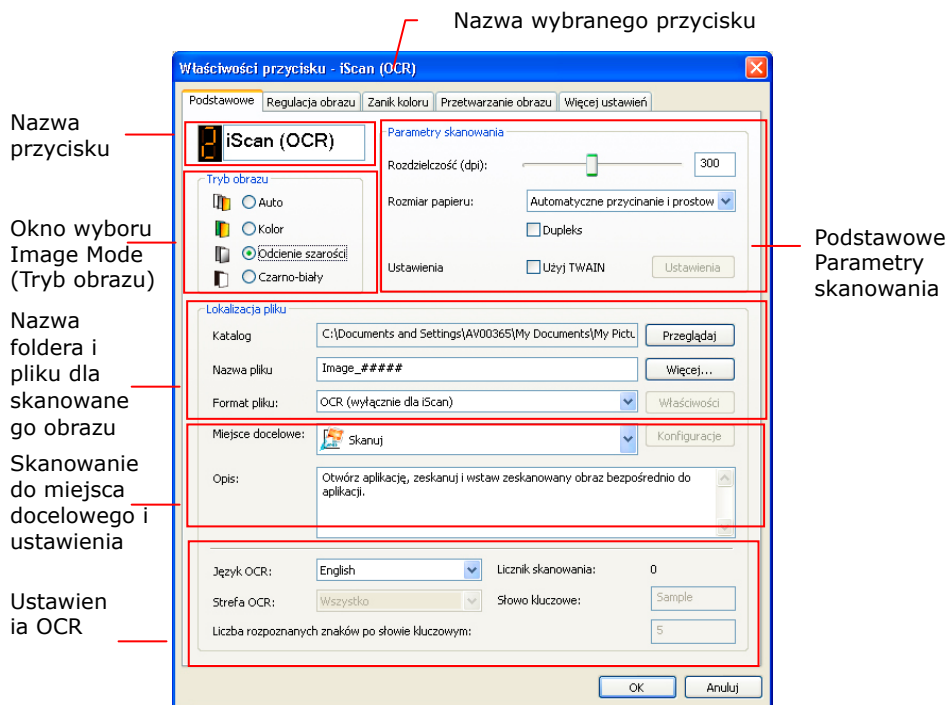 Nazwa wybranego przycisku
Właściwości przycisku - iScan (OCR)
Podstawowe Regulacja obrazu Zanik koloru Przetwarzanie obrazu Więcej ustawień
Nazwa
przycisku
2 iScan (OCR)
Tryb obrazu
Auto
Kolor
Odcienie szarości
Czarno-biały
Okno wyboru
Image Mode
(Tryb obrazu)
Parametry skanowania
Rozdzielczość (dpi): 300
Rozmiar papieru: Automatyczne przycinanie i prostow
Dupleks
Ustawienia Użyj TWAIN Ustawienia
Podstawowe
Parametry
skanowania
Nazwa
foldera i
pliku dla
skanowane
go obrazu
Lokalizacja pliku
Katalog C:\Documents and Settings\AV00365\My Documents\My Pictu Przeglądaj
Nazwa pliku Image_##### Więcej...
Format pliku: OCR (wyłącznie dla iScan) Właściwości
Skanowanie
do miejsca
docelowego i
ustawienia
Miejsce docelowe: Skanuj Konfiguracje
Opis: Otwórz aplikację, zeskanuj i wstaw zeskanowany obraz bezpośrednio do
aplikacji.
Ustawien
ia OCR
Język OCR: English Licznik skanowania: 0
Strefa OCR: Wszystko Słowo kluczowe: Sample
Liczba rozpoznanych znaków po słowie kluczowym: 5
OK Anuluj